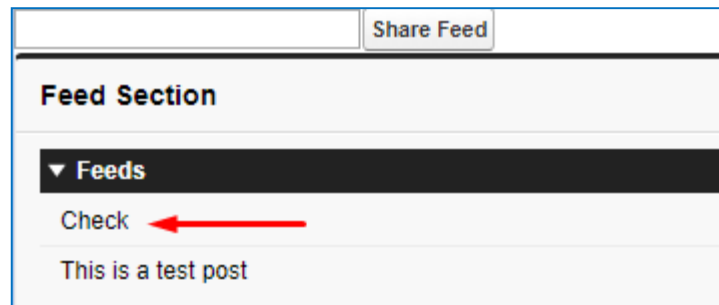 Share Feed
Feed Section
Feeds
Check
This is a test post